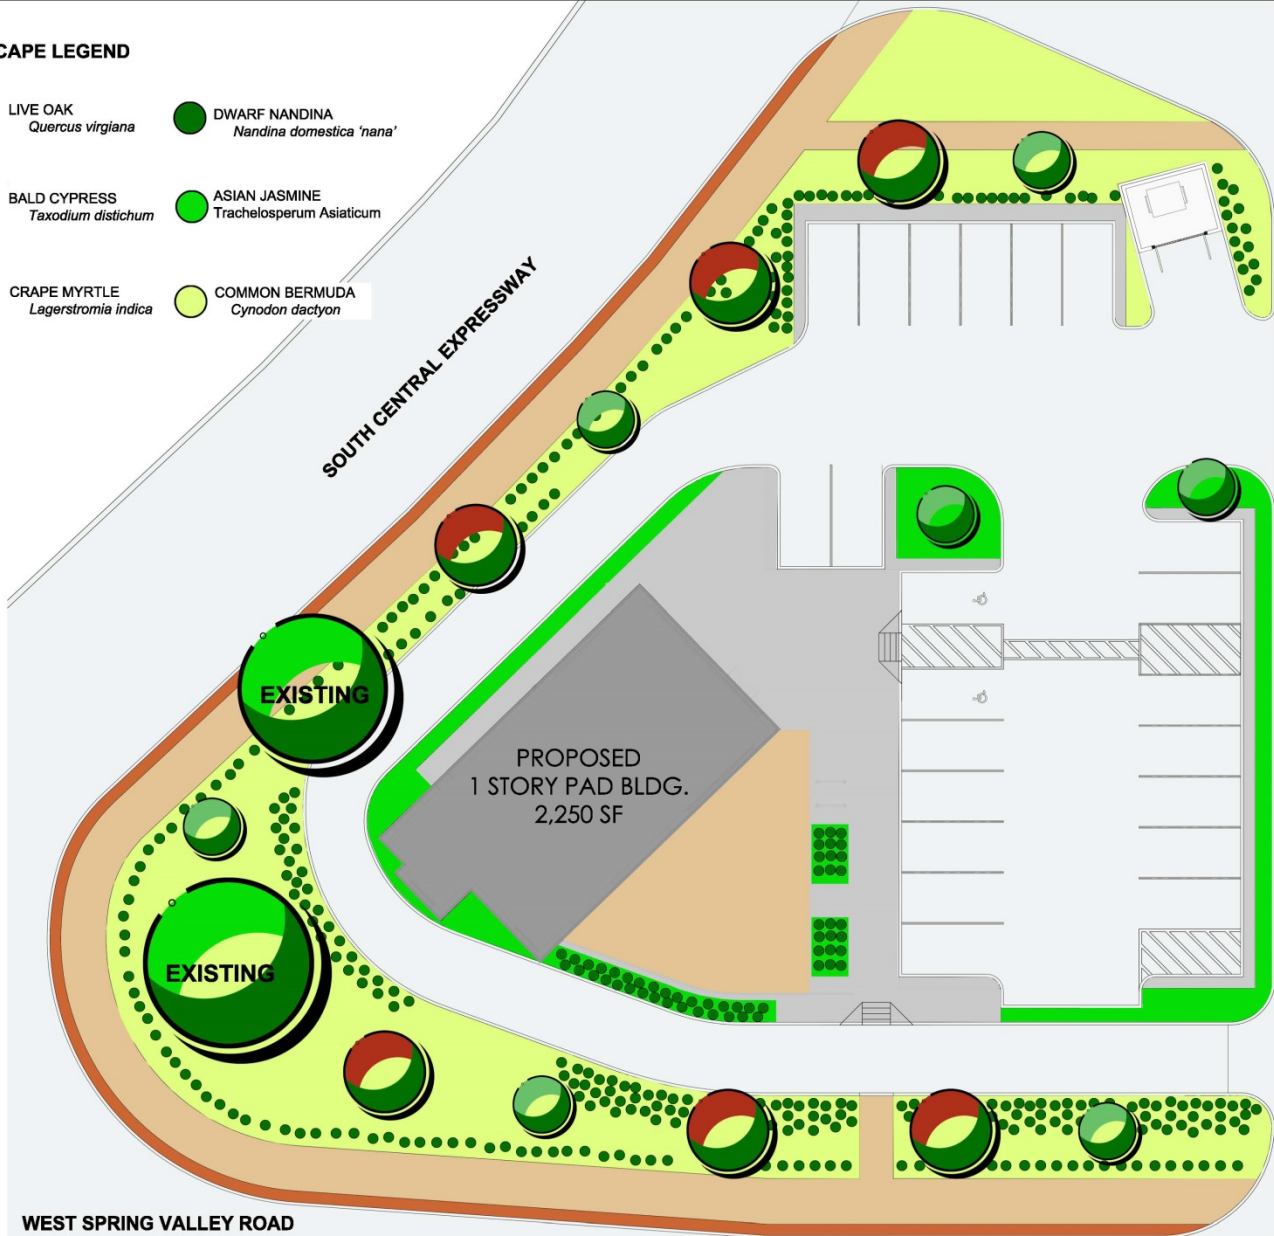 CAPE LEGEND
LIVE OAK
Quercus virgiana
DWARF NANDINA
Nandina domestica 'nana'
BALD CYPRESS
Taxodium distichum
ASIAN JASMINE
Trachelosperum Asiaticum
CRAPE MYRTLE
Lagerstromia indica
COMMON BERMUDA
Cynodon dactyon
SOUTH CENTRAL EXPRESSWAY
EXISTING
PROPOSED
1 STORY PAD BLDG.
2,250 SF
EXISTING
WEST SPRING VALLEY ROAD